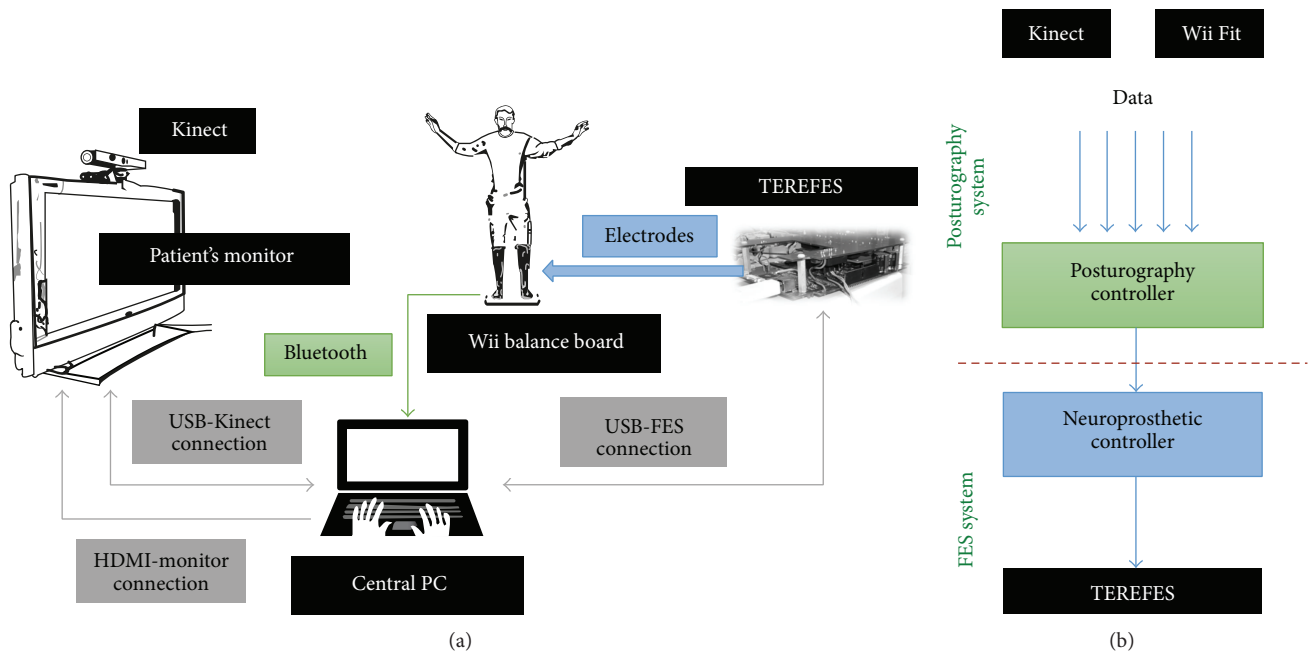 Kinect
Patient's monitor
TEREFES
Electrodes
Bluetooth
Wii balance board
USB-Kinect
connection
USB-FES
connection
HDMI-monitor
connection
Central PC
(a)
Kinect
Wii Fit
Data
Posturography
system
Posturography
controller
Neuroprosthetic
controller
FES system
TEREFES
(b)